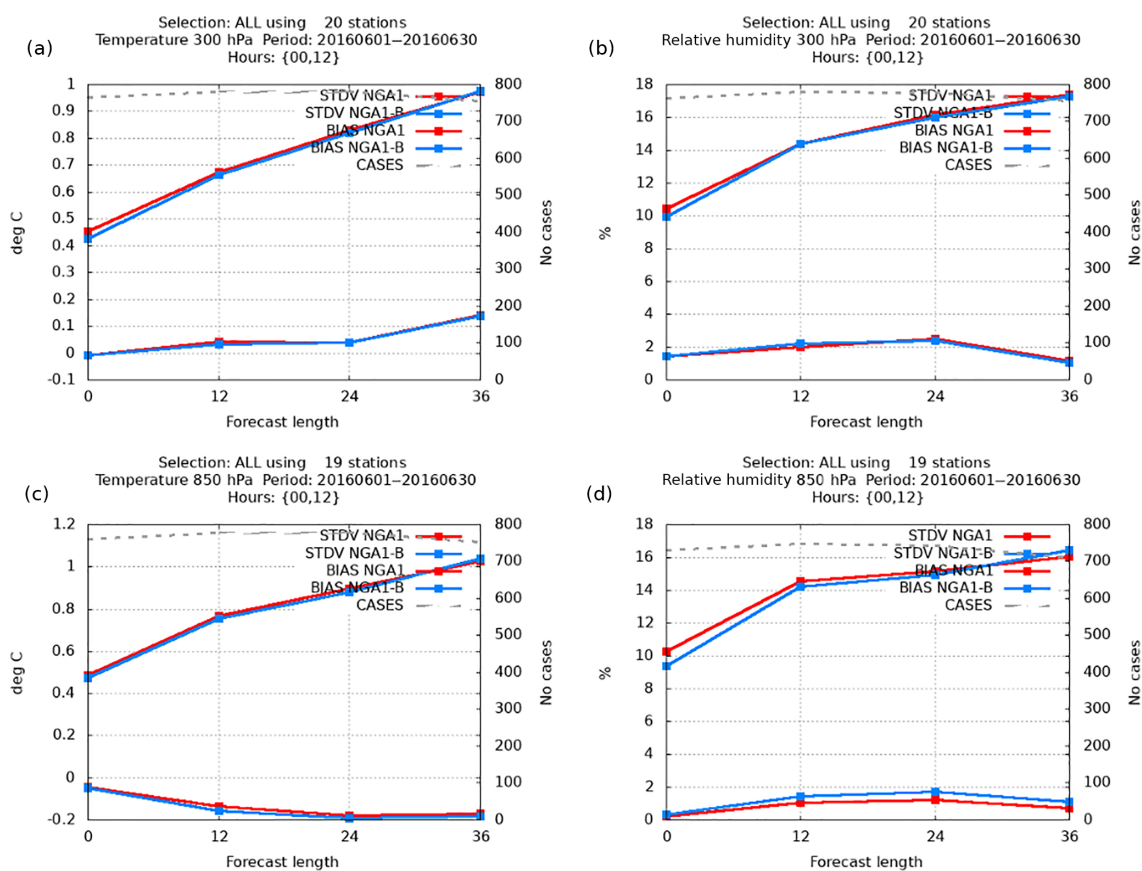 (a)
Selection: ALL using 20 stations
Temperature 300 hPa Period: 20160601−20160630
Hours: {00,12}
1
0.9
0.8
0.7
0.6
0.5
0.4
0.3
0.2
0.1
0
-0.1
deg C
STDV NGA1
STDV NGA1-B
BIAS NGA1
BIAS NGA1-B
CASES
800
700
600
500
400
300
200
100
0
No cases
0 12 24 36
Forecast length
(b)
Selection: ALL using 20 stations
Relative humidity 300 hPa Period: 20160601−20160630
Hours: {00,12}
18
16
14
12
10
8
6
4
2
0
%
STDV NGA1
STDV NGA1-B
BIAS NGA1
BIAS NGA1-B
CASES
800
700
600
500
400
300
200
100
0
No cases
0 12 24 36
Forecast length
(c)
Selection: ALL using 19 stations
Temperature 850 hPa Period: 20160601−20160630
Hours: {00,12}
1.2
1
0.8
0.6
0.4
0.2
0
-0.2
deg C
STDV NGA1
STDV NGA1-B
BIAS NGA1
BIAS NGA1-B
CASES
800
700
600
500
400
300
200
100
0
No cases
0 12 24 36
Forecast length
(d)
Selection: ALL using 19 stations
Relative humidity 850 hPa Period: 20160601−20160630
Hours: {00,12}
18
16
14
12
10
8
6
4
2
0
%
STDV NGA1
STDV NGA1-B
BIAS NGA1
BIAS NGA1-B
CASES
800
700
600
500
400
300
200
100
0
No cases
0 12 24 36
Forecast length